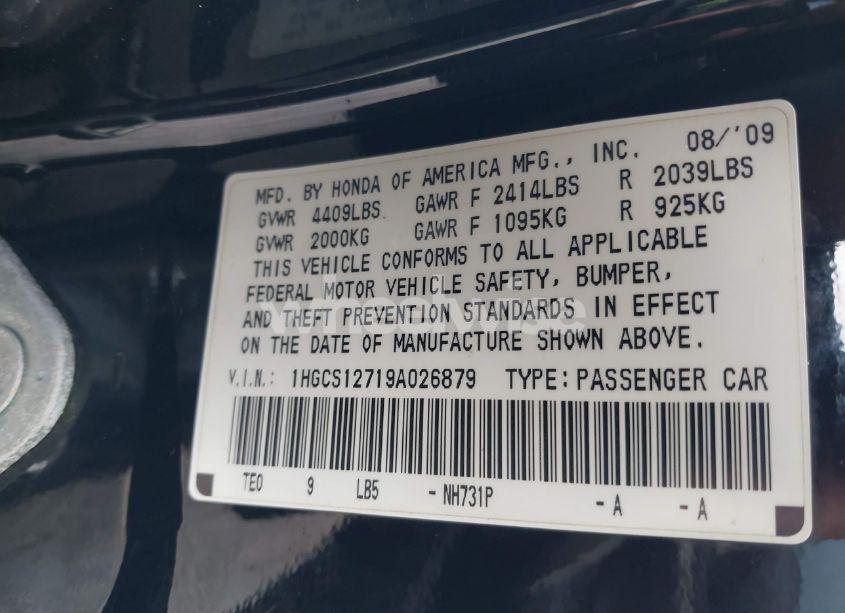 MFD. BY HONDA OF AMERICA MFG., INC. 08/'09
GVWR 4409LBS GAWR F 2414LBS R 2039LBS
GVWR 2000KG GAWR F 1095KG R 925KG
THIS VEHICLE CONFORMS TO ALL APPLICABLE
FEDERAL MOTOR VEHICLE SAFETY, BUMPER,
AND THEFT PREVENTION STANDARDS IN EFFECT
ON THE DATE OF MANUFACTURE SHOWN ABOVE.
V.I.N.: 1HGCS12719A026879 TYPE: PASSENGER CAR
TE0 9 LB5 -NH731P -A -A